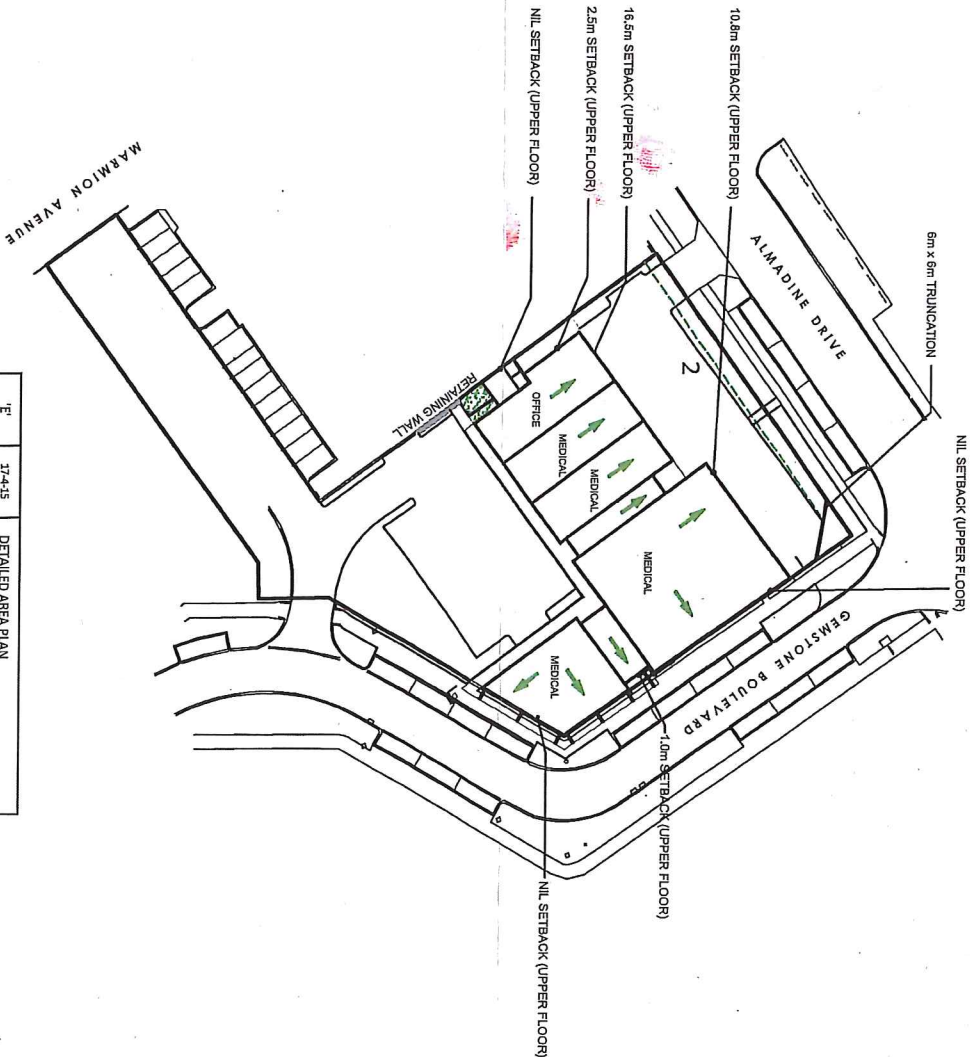 NIL SETBACK (UPPER FLOOR)
6m x 6m TRUNCATION
10.8m SETBACK (UPPER FLOOR)
16.5m SETBACK (UPPER FLOOR)
2.5m SETBACK (UPPER FLOOR)
NIL SETBACK (UPPER FLOOR)
ALMADINE DRIVE
2
MARMION AVENUE
RETAINING WALL
OFFICE
MEDICAL
MEDICAL
MEDICAL
MEDICAL
GEMSTONE BOULEVARD
1.0m SETBACK (UPPER FLOOR)
NIL SETBACK (UPPER FLOOR)
'E' 17-4-15 DETAILED AREA PLAN